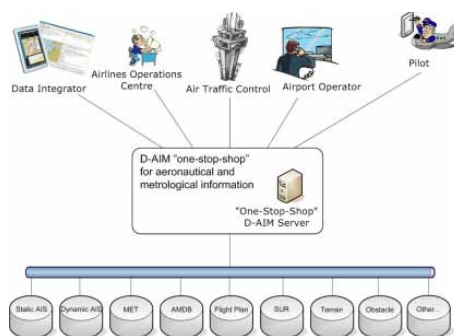 Data Integrator
Airlines Operations
Centre
Air Traffic Control
Airport Operator
Pilot
D-AIM "one-stop-shop"
for aeronautical and
metrological information
"One-Stop-Shop"
D-AIM Server
Static AIS
Dynamic AIS
MET
AMDB
Flight Plan
SUR
Terrain
Obstacle
Other...